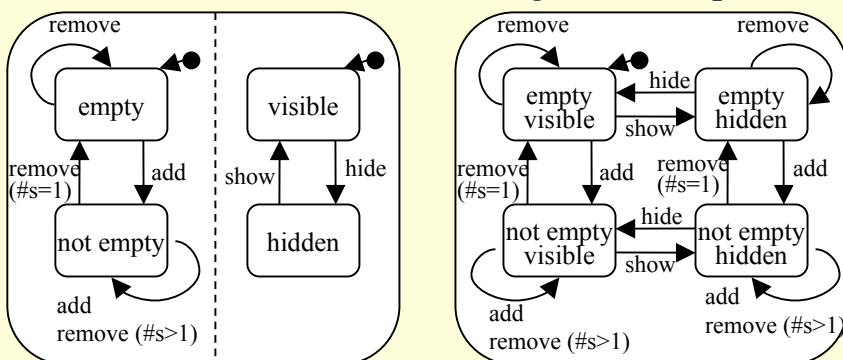 remove
empty
visible
remove
(#s=1)
add
show
hide
not empty
hidden
add
remove (#s>1)
remove
remove
empty
visible
hide
show
empty
hidden
remove
(#s=1)
add
remove
(#s=1)
add
not empty
visible
hide
show
not empty
hidden
add
remove (#s>1)
add
remove (#s>1)